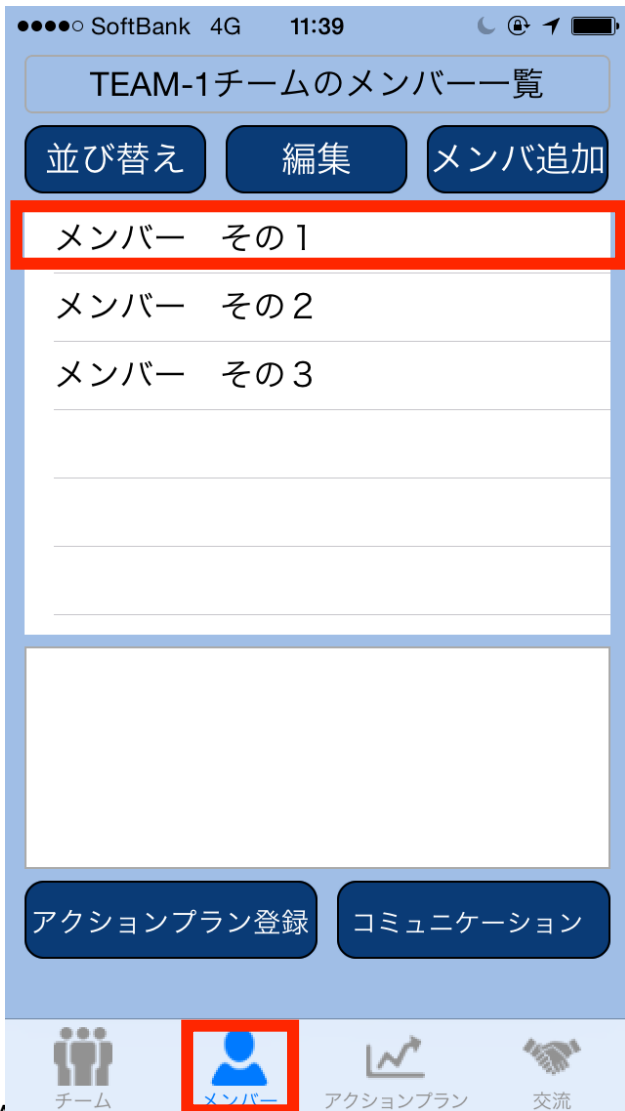 SoftBank 4G 11:39
TEAM-1チームのメンバー一覧
並び替え 編集 メンバ追加
メンバー　その１
メンバー　その２
メンバー　その３
アクションプラン登録 コミュニケーション
チーム メンバー アクションプラン 交流